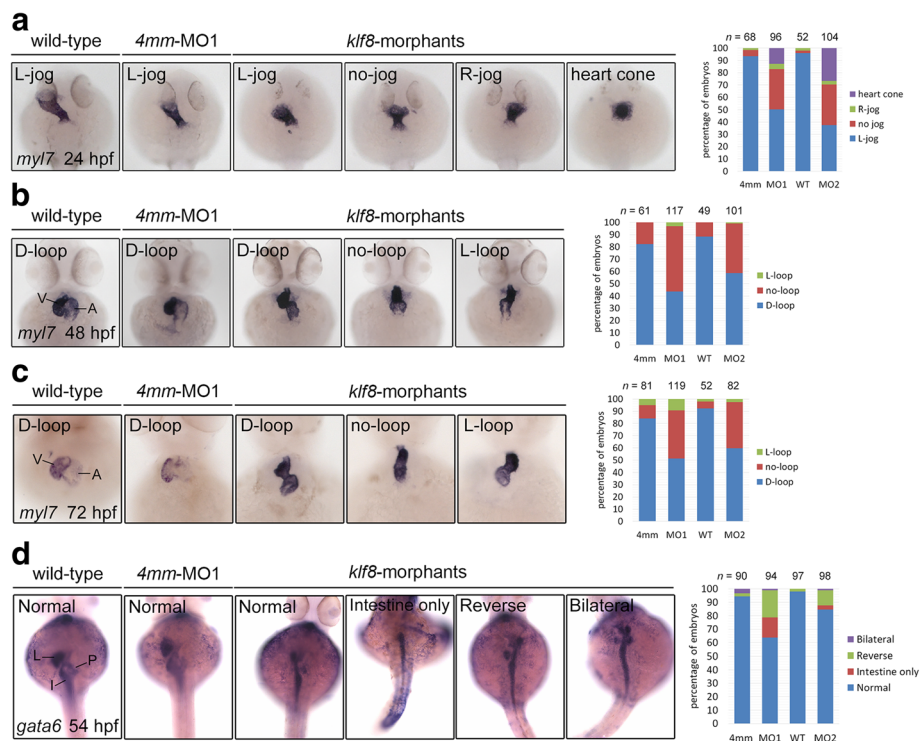 a
wild-type 4mm-MO1 klf8-morphants
L-jog L-jog L-jog no-jog R-jog heart cone
myl7 24 hpf
n = 68 96 52 104
percentage of embryos
100
90
80
70
60
50
40
30
20
10
0
4mm MO1 WT MO2
heart cone
R-jog
no jog
L-jog
b
wild-type 4mm-MO1 klf8-morphants
D-loop D-loop D-loop no-loop L-loop
V A
myl7 48 hpf
n = 61 117 49 101
percentage of embryos
100
90
80
70
60
50
40
30
20
10
0
4mm MO1 WT MO2
L-loop
no-loop
D-loop
c
wild-type 4mm-MO1 klf8-morphants
D-loop D-loop D-loop no-loop L-loop
V A
myl7 72 hpf
n = 81 119 52 82
percentage of embryos
100
90
80
70
60
50
40
30
20
10
0
4mm MO1 WT MO2
L-loop
no-loop
D-loop
d
wild-type 4mm-MO1 klf8-morphants
Normal Normal Normal Intestine only Reverse Bilateral
L P
I
gata6 54 hpf
n = 90 94 97 98
percentage of embryos
100
90
80
70
60
50
40
30
20
10
0
4mm MO1 WT MO2
Bilateral
Reverse
Intestine only
Normal